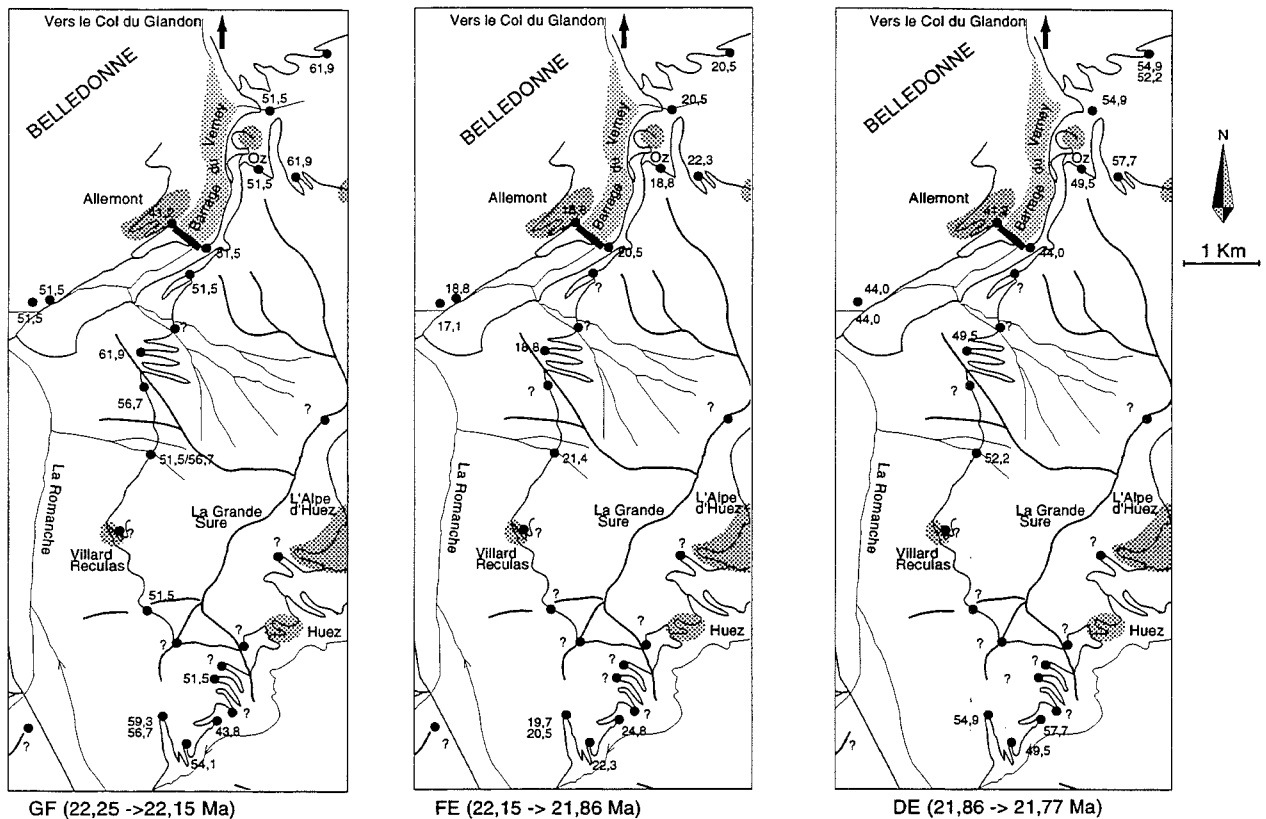 Vers le Col du Glandon
BELLEDONNE
61,9
51,5
Barrage du Verney
Oz
61,9
51,5
Allemont
51,5
51,5
51,5
51,5
?
61,9
56,7
?
51,5/56,7
La Romanche
La Grande
Sure
L'Alpe
d'Huez
?
?
Villard
Reculas
51,5
?
?
Huez
?
51,5
?
59,3
56,7
43,8
?
54,1
GF (22,25 ->22,15 Ma)
Vers le Col du Glandon
BELLEDONNE
20,5
20,5
Barrage du Verney
Oz
22,3
18,8
Allemont
18,8
20,5
?
18,8
17,1
?
18,8
?
?
21,4
La Romanche
La Grande
Sure
L'Alpe
d'Huez
?
?
Villard
Reculas
?
?
?
Huez
?
?
?
19,7
20,5
24,8
?
22,3
FE (22,15 -> 21,86 Ma)
Vers le Col du Glandon
BELLEDONNE
54,9
52,2
54,9
Barrage du Verney
Oz
57,7
49,5
Allemont
44,0
?
44,0
44,0
?
49,5
?
?
52,2
La Romanche
La Grande
Sure
L'Alpe
d'Huez
?
?
Villard
Reculas
?
?
?
Huez
?
?
?
54,9
57,7
?
49,5
DE (21,86 -> 21,77 Ma)
N
1 Km